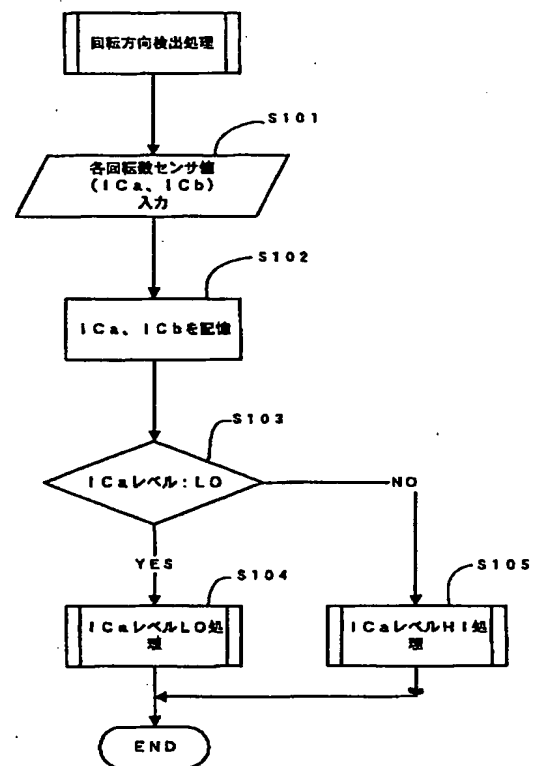 回転方向検出処理
S101
各回転数センサ値
(ICa、ICb)
入力
S102
ICa、ICbを記憶
S103
ICaレベル:LO
NO
YES
S104
S105
ICaレベルLO処
理
ICaレベルHI処
理
END